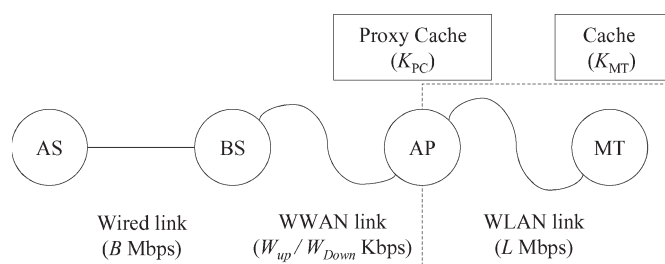 Proxy Cache
(K_PC)
Cache
(K_MT)
AS
BS
AP
MT
Wired link
(B Mbps)
WWAN link
(W_up / W_Down Kbps)
WLAN link
(L Mbps)